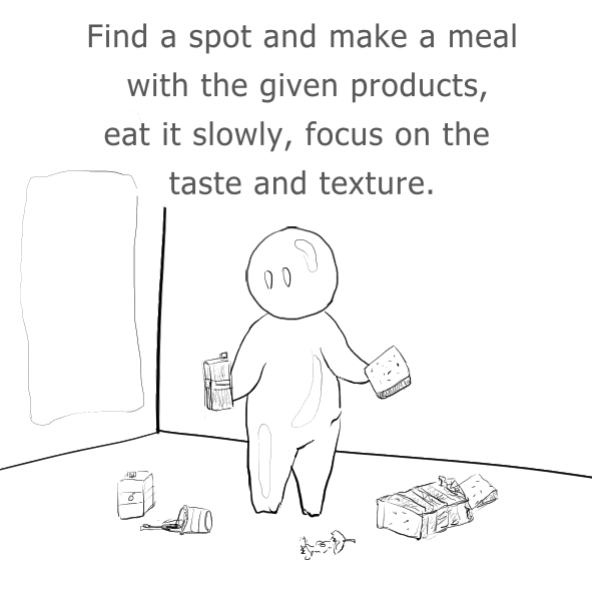 Find a spot and make a meal
with the given products,
eat it slowly, focus on the
taste and texture.